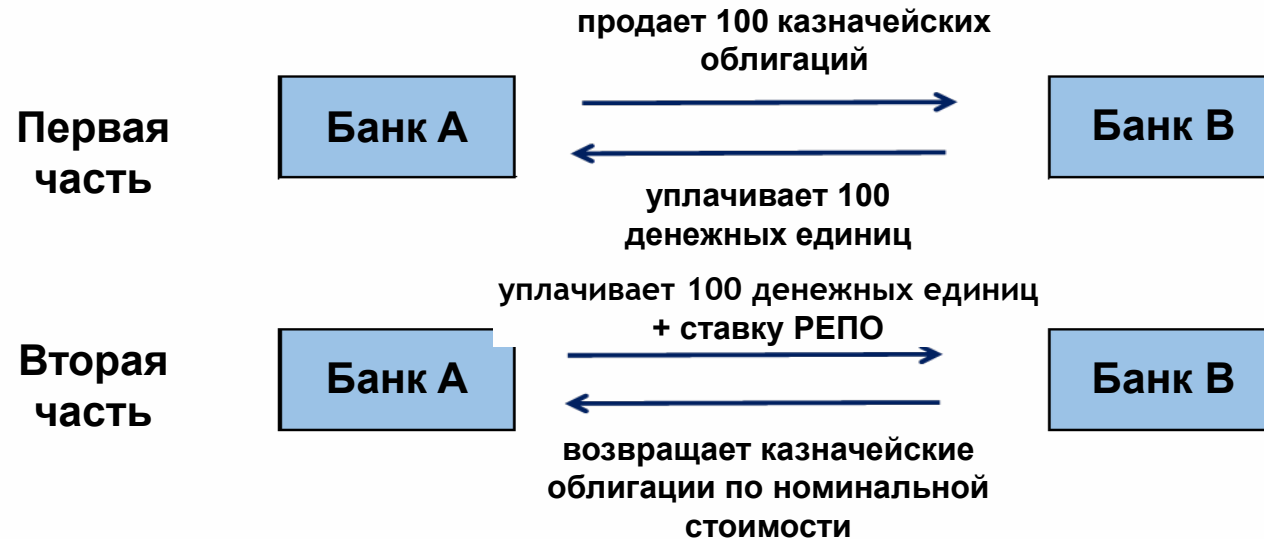 продает 100 казначейских
облигаций
Первая
часть
Банк А
Банк В
уплачивает 100
денежных единиц
уплачивает 100 денежных единиц
+ ставку РЕПО
Вторая
часть
Банк А
Банк В
возвращает казначейские
облигации по номинальной
стоимости